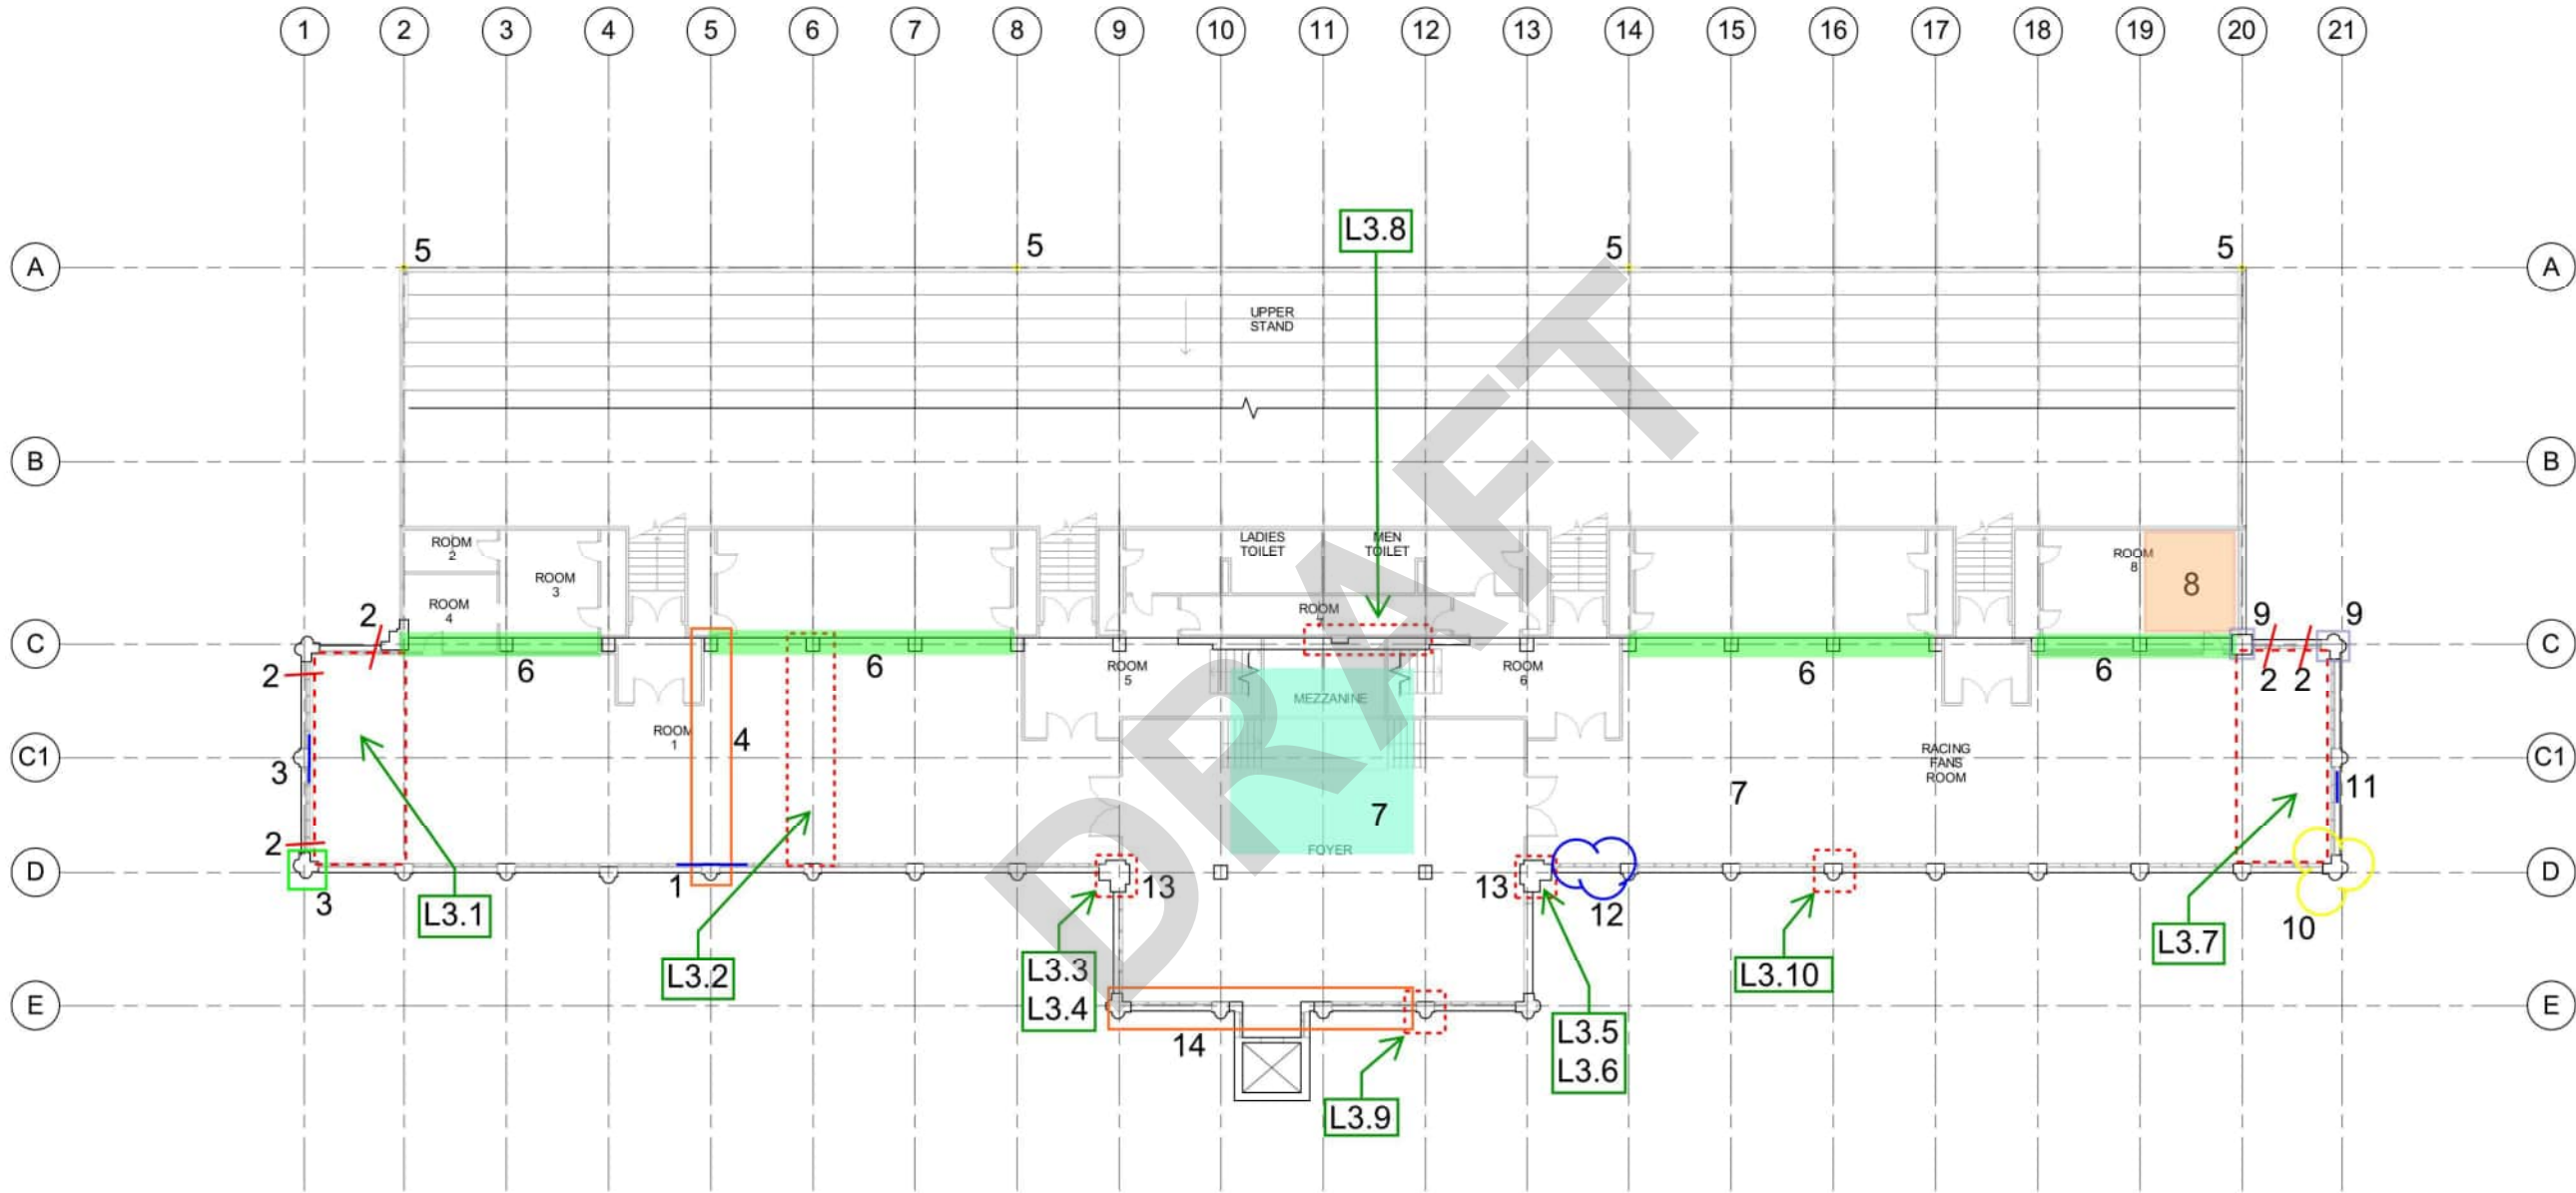 1 2 3 4 5 6 7 8 9 10 11 12 13 14 15 16 17 18 19 20 21
L3.8
5 5 5 5
A A
UPPER
STAND
B B
ROOM
2
LADIES
TOILET
MEN
TOILET
ROOM
3
ROOM
8
8
ROOM
4
ROOM
2 9 9
C C
6 6 6 6
ROOM
5
ROOM
6
2 2 2
MEZZANINE
ROOM
1
4
RACING
FANS
ROOM
C1 C1
3 7 11
7
2
FOYER
D D
1 13 13
3 12 10
L3.1
L3.2
L3.3
L3.4
L3.10
L3.7
E E
14
L3.5
L3.6
L3.9
DRAFT